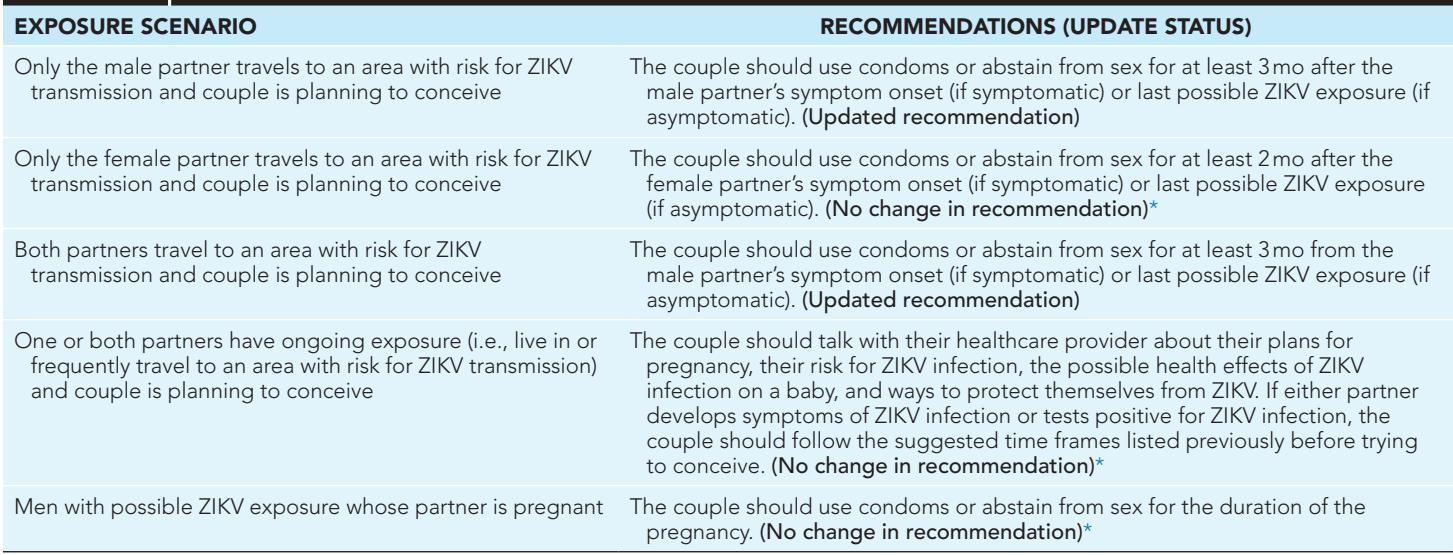 EXPOSURE SCENARIO RECOMMENDATIONS (UPDATE STATUS)
Only the male partner travels to an area with risk for ZIKV
transmission and couple is planning to conceive
The couple should use condoms or abstain from sex for at least 3 mo after the
male partner's symptom onset (if symptomatic) or last possible ZIKV exposure (if
asymptomatic). (Updated recommendation)
Only the female partner travels to an area with risk for ZIKV
transmission and couple is planning to conceive
The couple should use condoms or abstain from sex for at least 2 mo after the
female partner's symptom onset (if symptomatic) or last possible ZIKV exposure
(if asymptomatic). (No change in recommendation)*
Both partners travel to an area with risk for ZIKV
transmission and couple is planning to conceive
The couple should use condoms or abstain from sex for at least 3 mo from the
male partner's symptom onset (if symptomatic) or last possible ZIKV exposure (if
asymptomatic). (Updated recommendation)
One or both partners have ongoing exposure (i.e., live in or
frequently travel to an area with risk for ZIKV transmission)
and couple is planning to conceive
The couple should talk with their healthcare provider about their plans for
pregnancy, their risk for ZIKV infection, the possible health effects of ZIKV
infection on a baby, and ways to protect themselves from ZIKV. If either partner
develops symptoms of ZIKV infection or tests positive for ZIKV infection, the
couple should follow the suggested time frames listed previously before trying
to conceive. (No change in recommendation)*
Men with possible ZIKV exposure whose partner is pregnant
The couple should use condoms or abstain from sex for the duration of the
pregnancy. (No change in recommendation)*